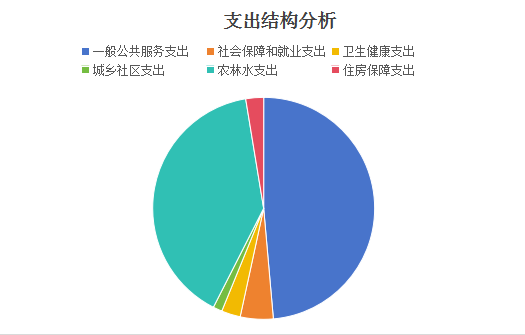 支出结构分析
一般公共服务支出 社会保障和就业支出 卫生健康支出
城乡社区支出 农林水支出 住房保障支出